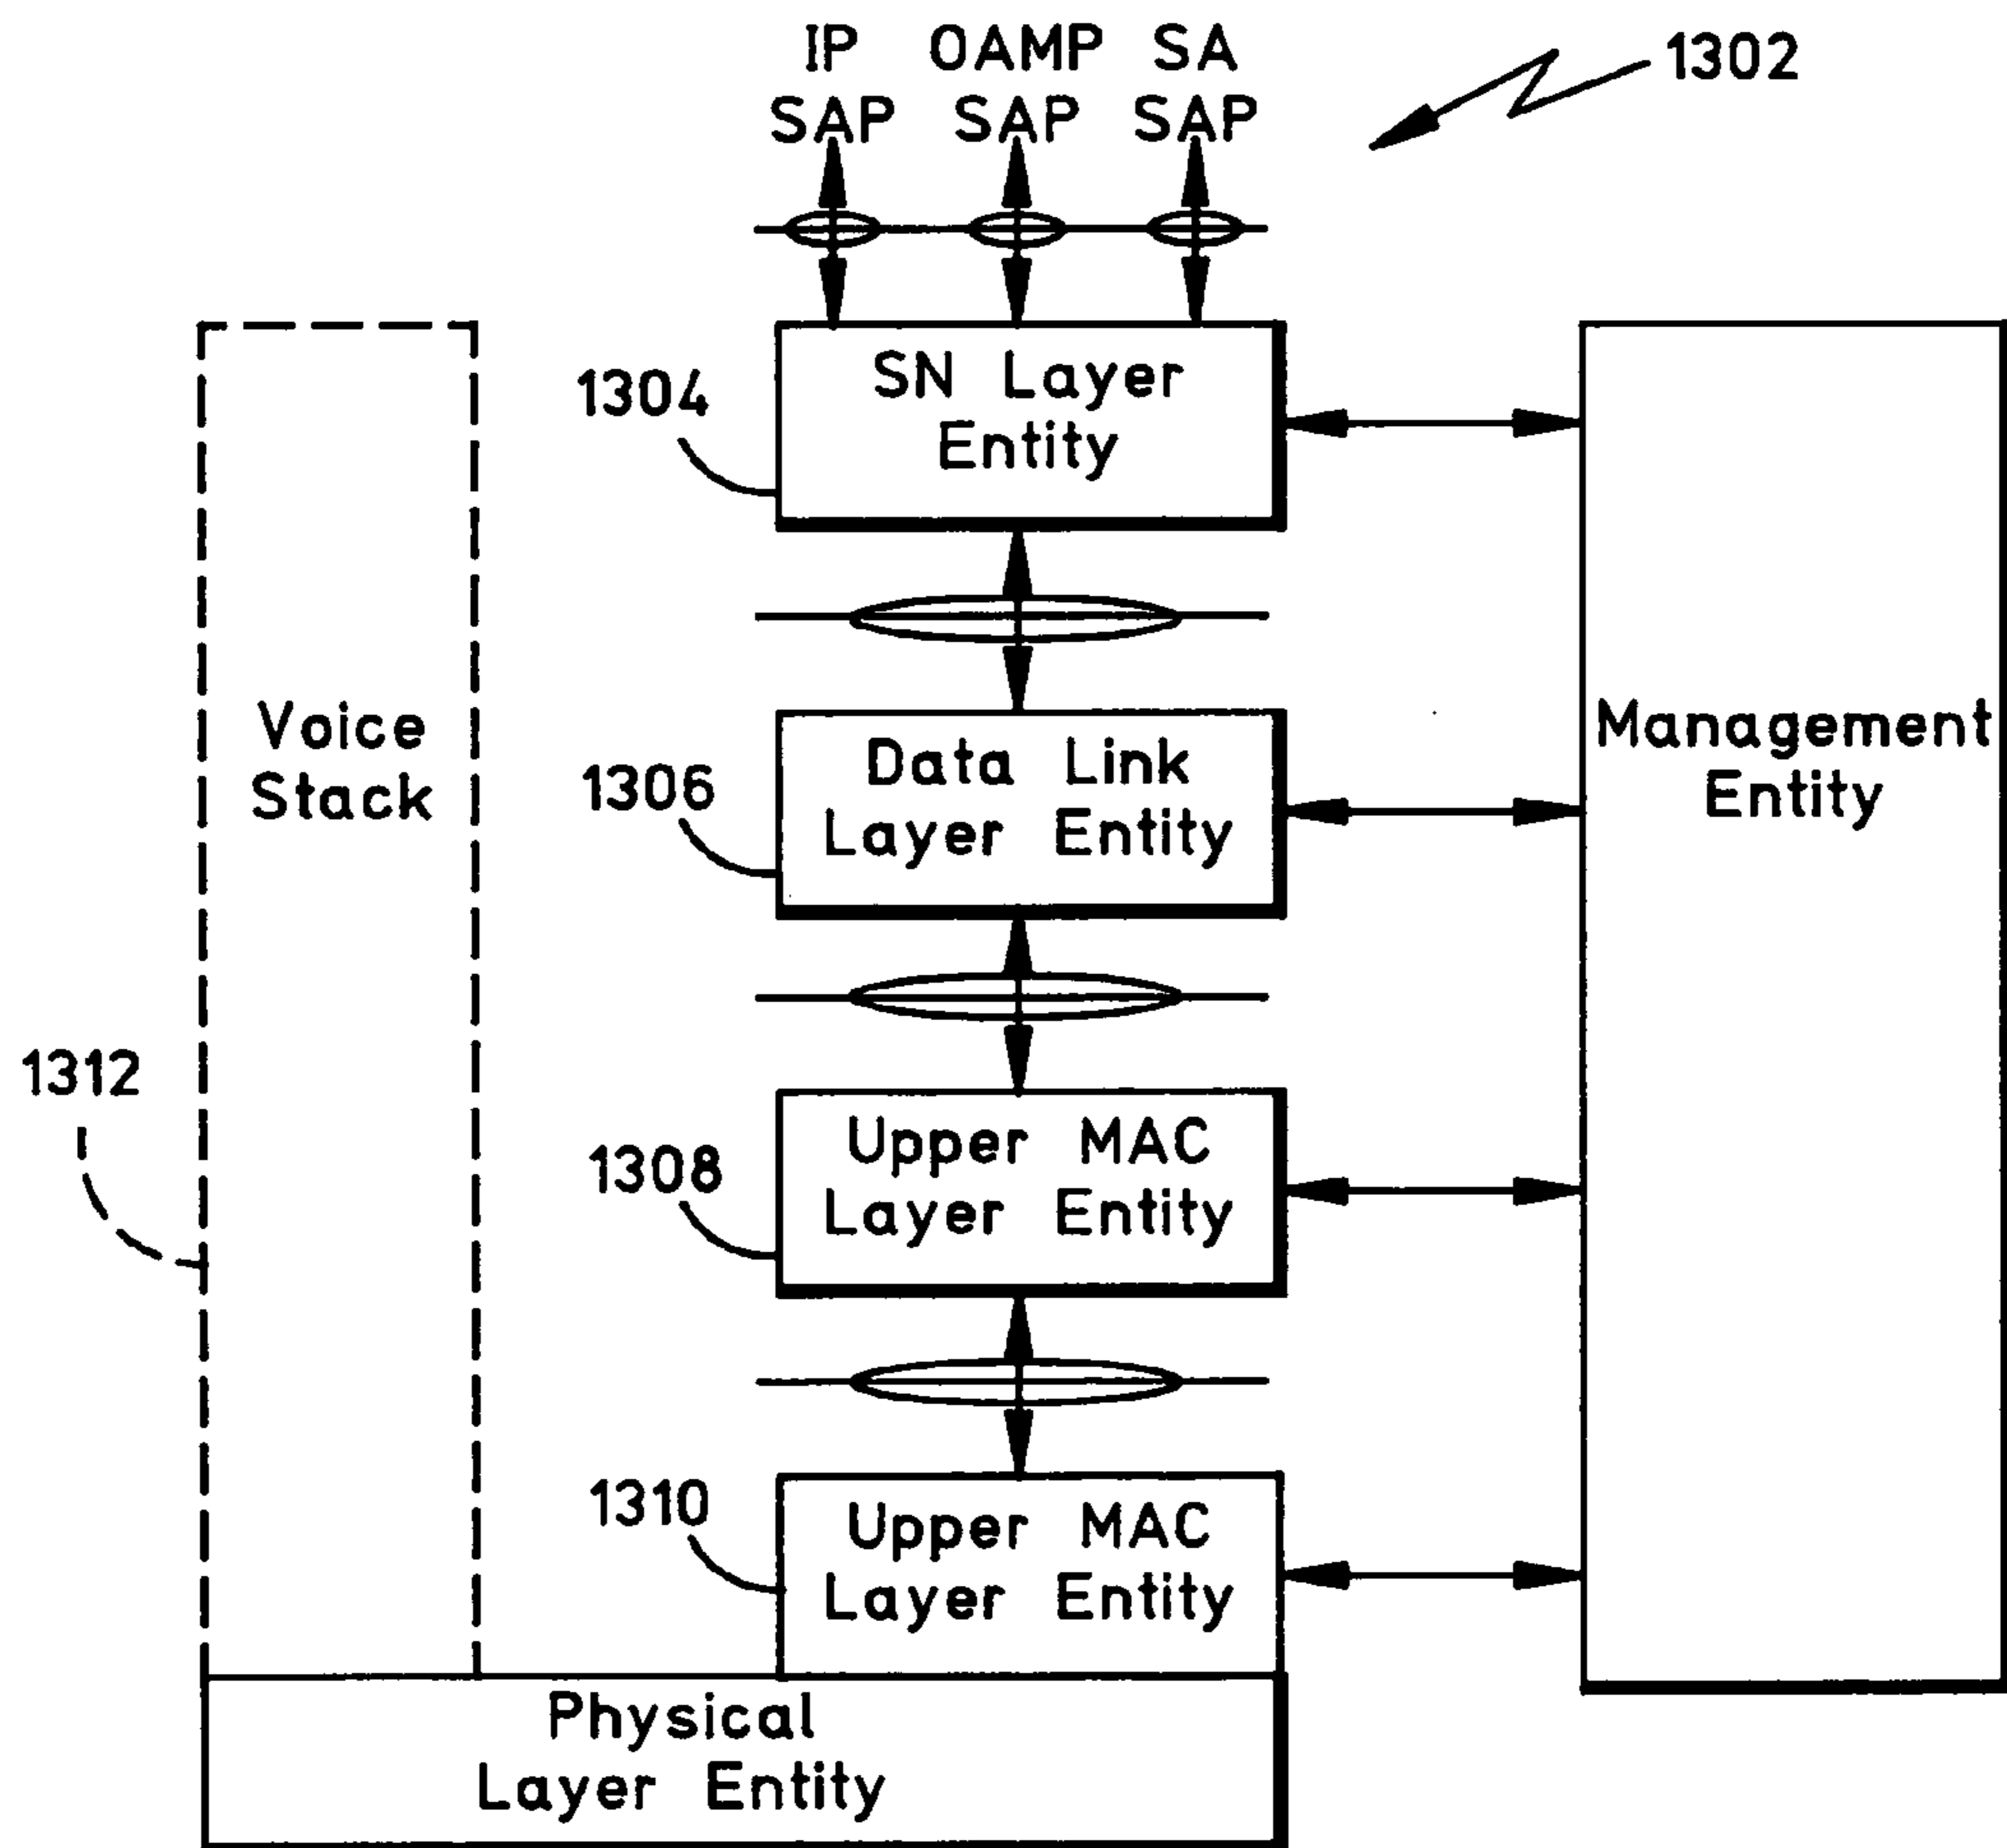 IP OAMP SA
SAP SAP SAP
1302
SN Layer
Entity
1304
Voice
Stack
Data Link
Layer Entity
1306
Management
Entity
1312
Upper MAC
Layer Entity
1308
1310
Upper MAC
Layer Entity
Physical
Layer Entity